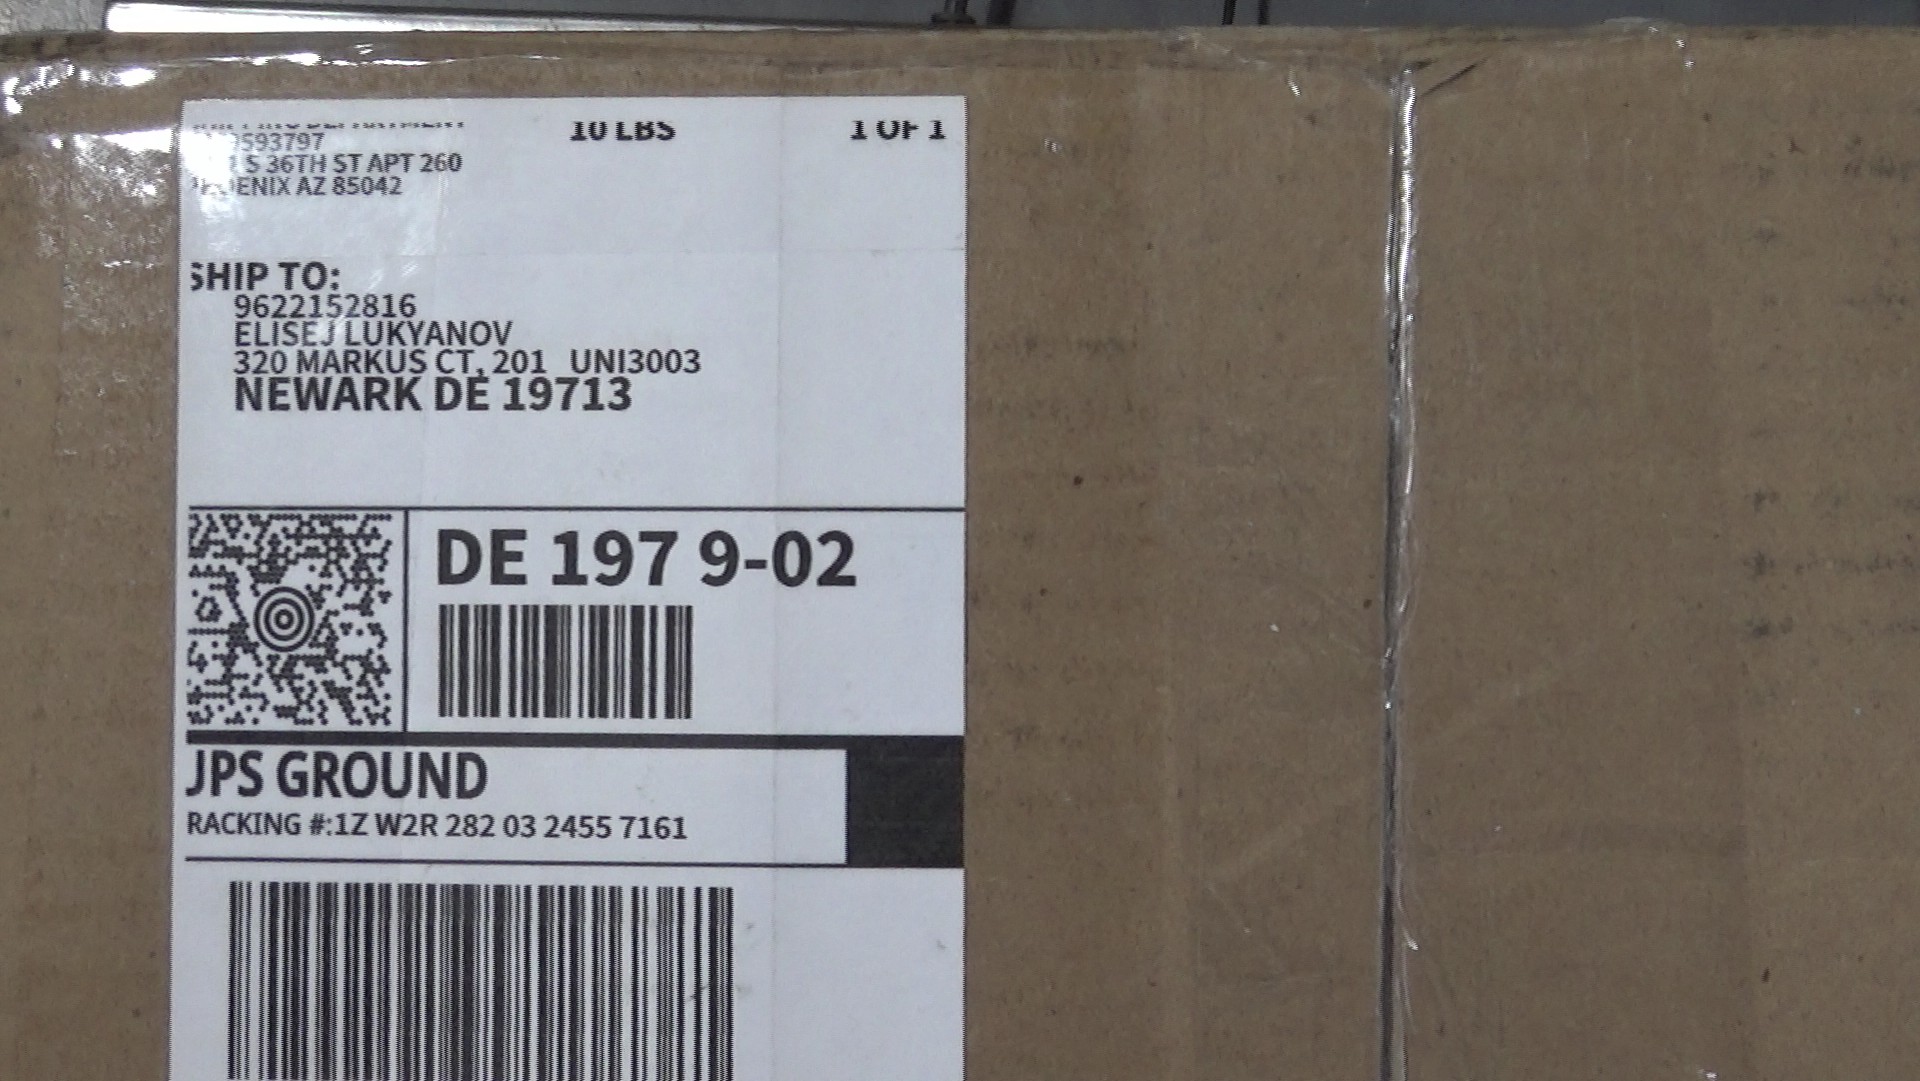 10 LBS 1 OF 1
593797
S 36TH ST APT 260
PHOENIX AZ 85042
SHIP TO:
9622152816
ELISEJ LUKYANOV
320 MARKUS CT, 201 UNI3003
NEWARK DE 19713
DE 197 9-02
JPS GROUND
RACKING #:1Z W2R 282 03 2455 7161